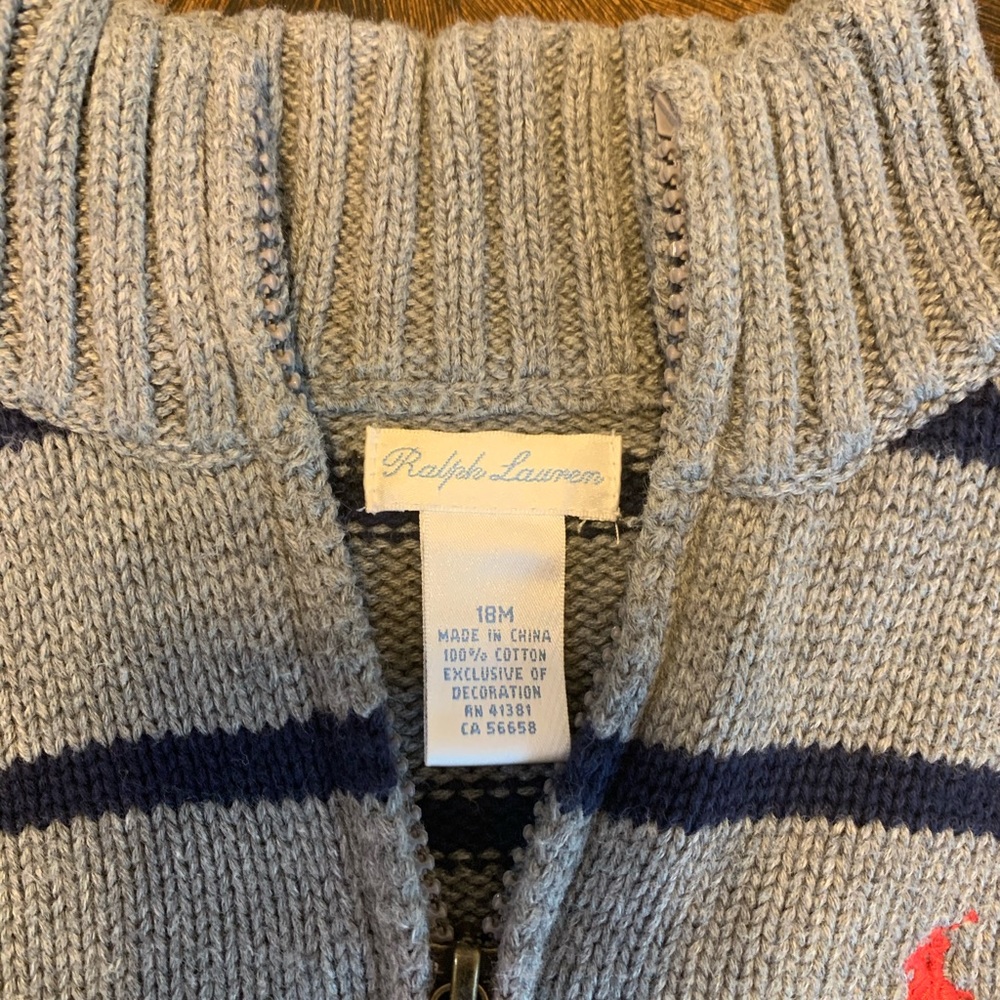 Ralph Lauren
18M
MADE IN CHINA
100% COTTON
EXCLUSIVE OF
DECORATION
RN 41381
CA 56658